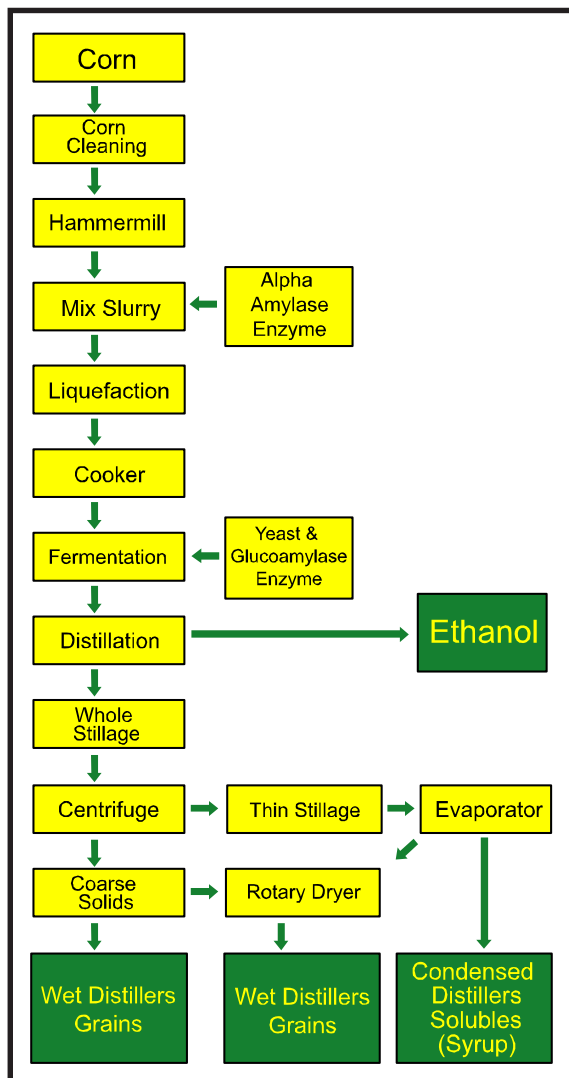 Corn
Corn
Cleaning
Hammermill
Mix Slurry
Alpha
Amylase
Enzyme
Liquefaction
Cooker
Fermentation
Yeast &
Glucoamylase
Enzyme
Distillation
Ethanol
Whole
Stillage
Centrifuge
Thin Stillage
Evaporator
Coarse
Solids
Rotary Dryer
Wet Distillers
Grains
Wet Distillers
Grains
Condensed
Distillers
Solubles
(Syrup)